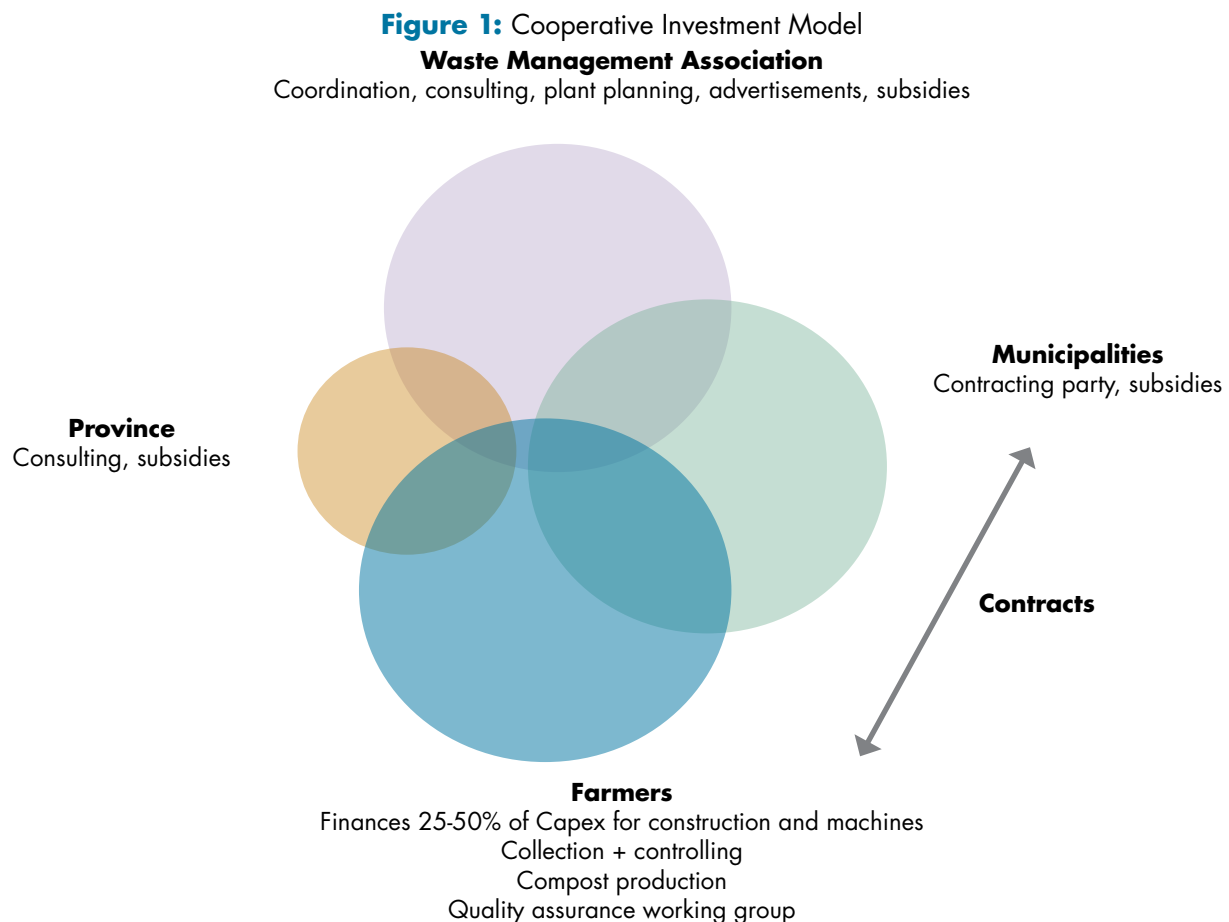 Figure 1: Cooperative Investment Model
Waste Management Association
Coordination, consulting, plant planning, advertisements, subsidies
Municipalities
Contracting party, subsidies
Province
Consulting, subsidies
Contracts
Farmers
Finances 25-50% of Capex for construction and machines
Collection + controlling
Compost production
Quality assurance working group